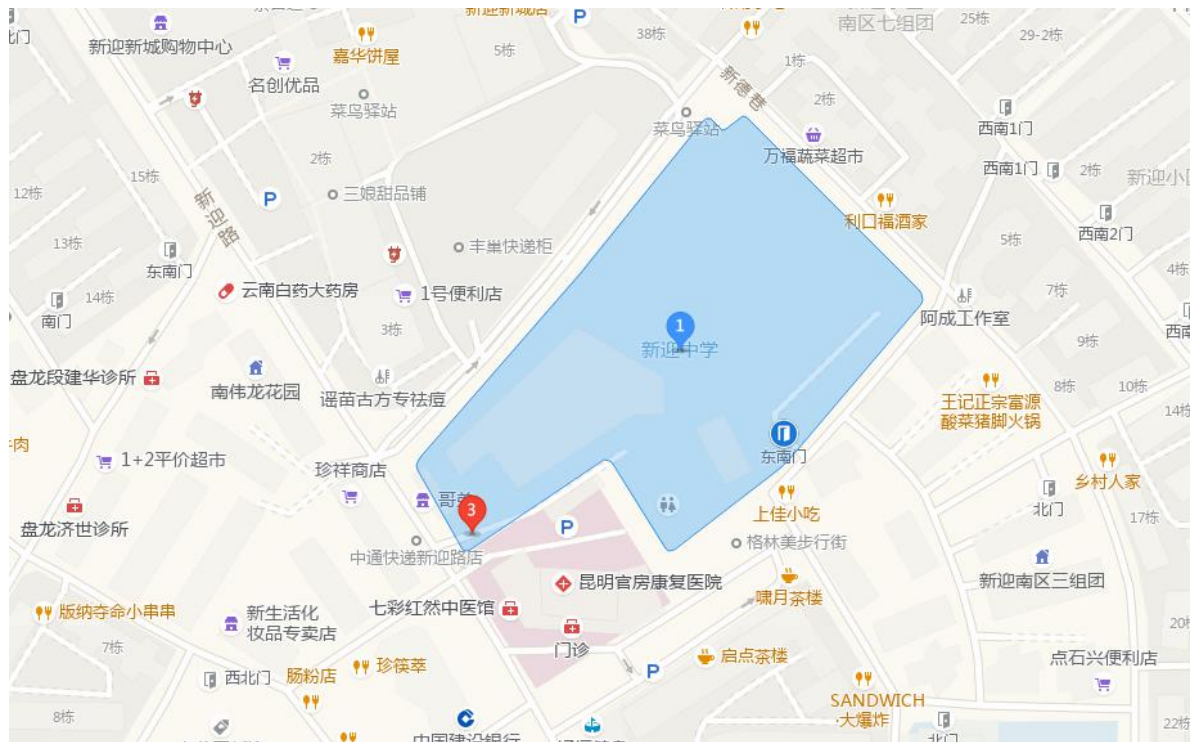 新迎新城店
P
38栋
南区七组团
25栋
29-2栋
北门
新迎新城购物中心
嘉华饼屋
5栋
1栋
名创优品
菜鸟驿站
新德巷
2栋
菜鸟驿站
万福蔬菜超市
西南1门
2栋
15栋
西南1门
2栋
新迎小区
12栋
P
三娘甜品铺
新迎路
利口福酒家
西南2门
13栋
东南门
丰巢快递柜
5栋
4栋
14栋
云南白药大药房
1号便利店
7栋
南门
3栋
阿成工作室
西南
1
新迎中学
9栋
盘龙段建华诊所
南伟龙花园
谣苗古方专祛痘
王记正宗富源
酸菜猪脚火锅
8栋
10栋
14栋
牛肉
1+2平价超市
珍祥商店
东南门
乡村人家
哥弟
3
上佳小吃
北门
17栋
盘龙济世诊所
P
中通快递新迎路店
格林美步行街
昆明官房康复医院
新迎南区三组团
版纳夺命小串串
新生活化
妆品专卖店
七彩红然中医馆
啸月茶楼
7栋
门诊
20栋
西北门
肠粉店
珍筷萃
P
启点茶楼
点石兴便利店
SANDWICH
·大爆炸
8栋
中国建设银行
北门
22栋